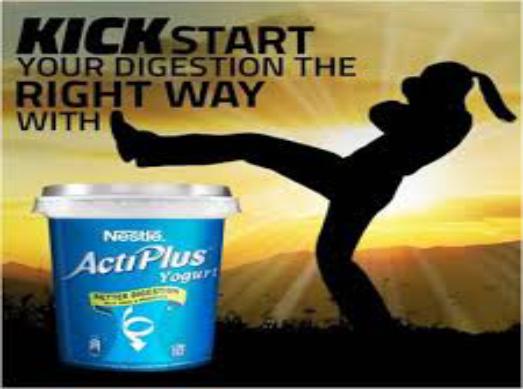 KICK START
YOUR DIGESTION THE
RIGHT WAY
WITH
Nestlé.
ActiPlus
Yogurt
BETTER DIGESTION